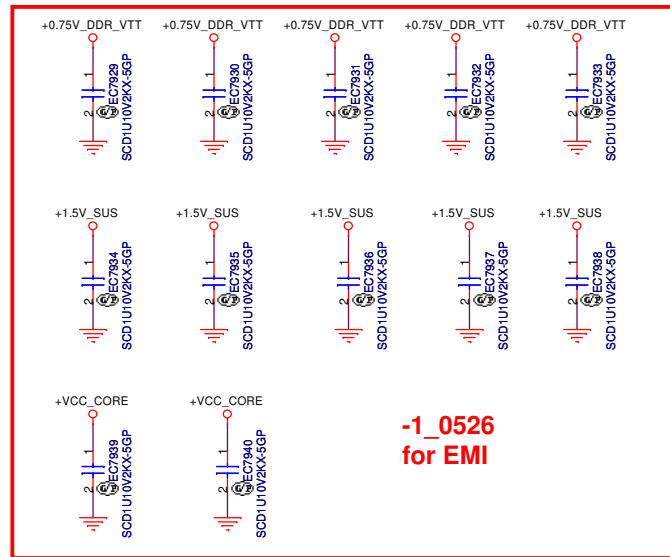 +0.75V_DDR_VTT +0.75V_DDR_VTT +0.75V_DDR_VTT +0.75V_DDR_VTT +0.75V_DDR_VTT
1 1 1 1 1
2 2 2 2 2
EC7929 EC7930 EC7931 EC7932 EC7933
SCD1U10V2KX-5GP SCD1U10V2KX-5GP SCD1U10V2KX-5GP SCD1U10V2KX-5GP SCD1U10V2KX-5GP
+1.5V_SUS +1.5V_SUS +1.5V_SUS +1.5V_SUS +1.5V_SUS
1 1 1 1 1
2 2 2 2 2
EC7934 EC7935 EC7936 EC7937 EC7938
SCD1U10V2KX-5GP SCD1U10V2KX-5GP SCD1U10V2KX-5GP SCD1U10V2KX-5GP SCD1U10V2KX-5GP
+VCC_CORE +VCC_CORE
1 1
2 2
EC7939 EC7940
SCD1U10V2KX-5GP SCD1U10V2KX-5GP
-1_0526
for EMI